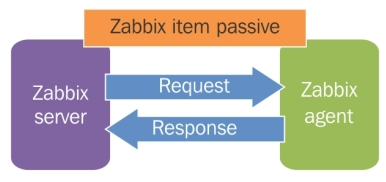 Zabbix item passive
Zabbix
server
Request
Response
Zabbix
agent